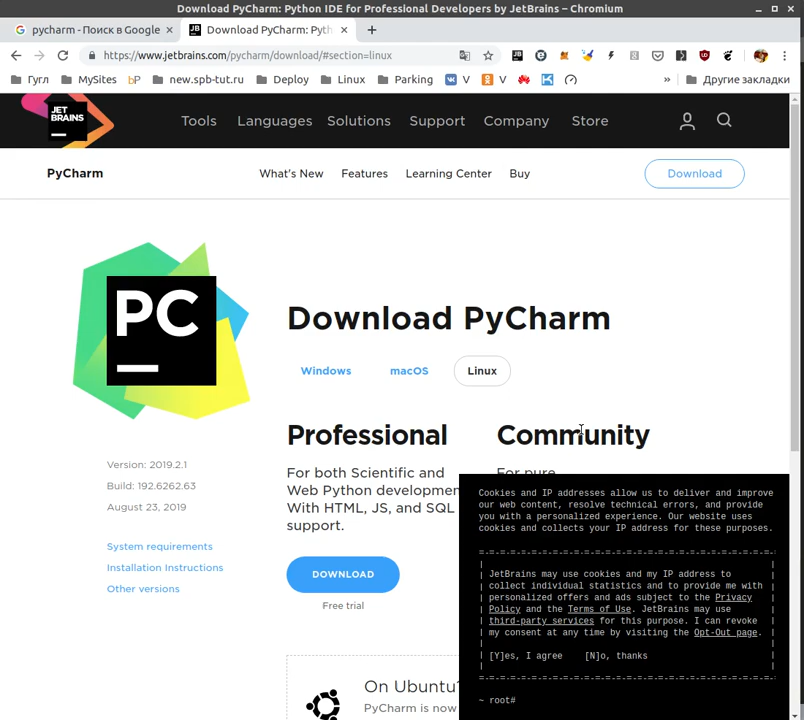 Download PyCharm: Python IDE for Professional Developers by JetBrains – Chromium
pycharm - Поиск в Google
Download PyCharm: Pyth
https://www.jetbrains.com/pycharm/download/#section=linux
Гугл
MySites
bP
new.spb-tut.ru
Deploy
Linux
Parking
V
V
»
Другие закладки
JET
BRAINS
Tools
Languages
Solutions
Support
Company
Store
PyCharm
What's New
Features
Learning Center
Buy
Download
PC
Download PyCharm
Windows
macOS
Linux
Professional
Community
For both Scientific and
Web Python developmen
With HTML, JS, and SQL
support.
For pure
Version: 2019.2.1
Build: 192.6262.63
August 23, 2019
System requirements
Installation Instructions
Other versions
DOWNLOAD
Free trial
On Ubuntu?
PyCharm is now
Cookies and IP addresses allow us to deliver and improve
our web content, resolve technical errors, and provide
you with a personalized experience. Our website uses
cookies and collects your IP address for these purposes.
JetBrains may use cookies and my IP address to
collect individual statistics and to provide me with
personalized offers and ads subject to the Privacy
Policy and the Terms of Use. JetBrains may use
third-party services for this purpose. I can revoke
my consent at any time by visiting the Opt-Out page.
[Y]es, I agree [N]o, thanks
~ root#